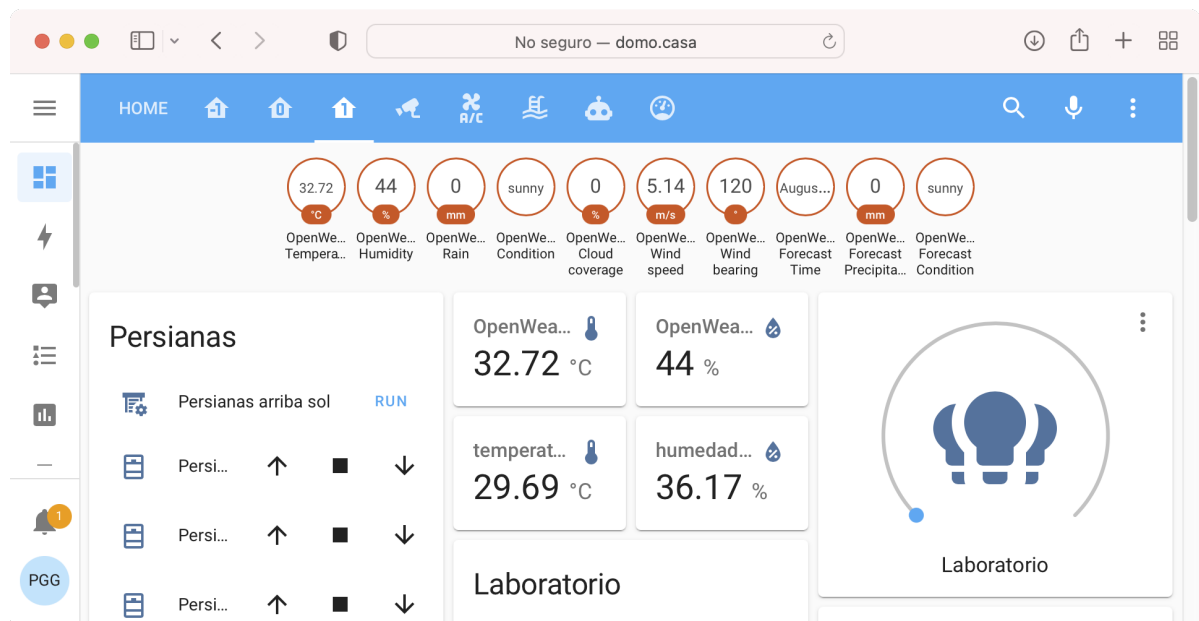 No seguro — domo.casa
HOME
-1
0
1
A/C
32.72
°C
OpenWe...
Tempera...
44
%
OpenWe...
Humidity
0
mm
OpenWe...
Rain
sunny
OpenWe...
Condition
0
%
OpenWe...
Cloud
coverage
5.14
m/s
OpenWe...
Wind
speed
120
°
OpenWe...
Wind
bearing
Augus...
OpenWe...
Forecast
Time
0
mm
OpenWe...
Forecast
Precipita...
sunny
OpenWe...
Forecast
Condition
Persianas
Persianas arriba sol RUN
Persi...
Persi...
Persi...
OpenWea...
32.72 °C
OpenWea...
44 %
temperat...
29.69 °C
humedad...
36.17 %
Laboratorio
Laboratorio
1
PGG